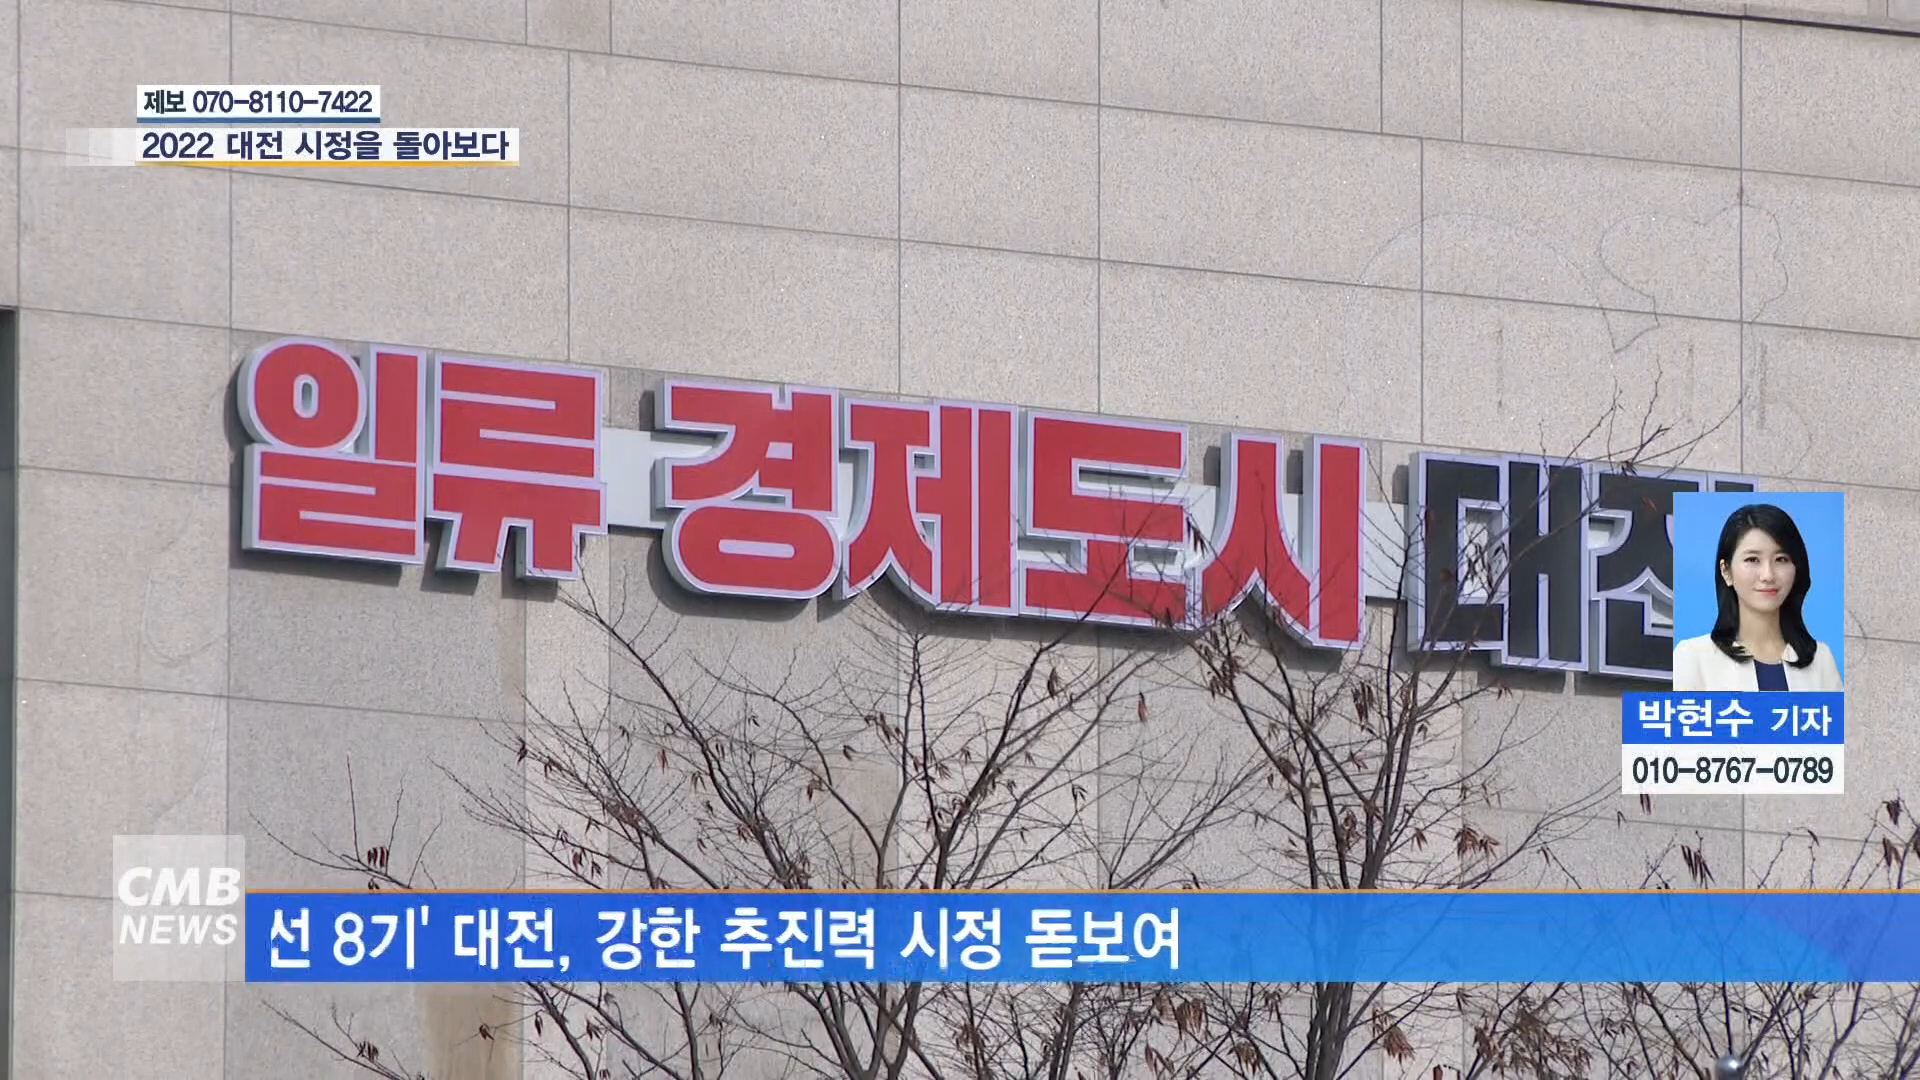 제보 070-8110-7422
2022 대전 시정을 돌아보다
일류 경제도시 대전
박현수 기자
010-8767-0789
CMB
NEWS
선 8기' 대전, 강한 추진력 시정 돋보여